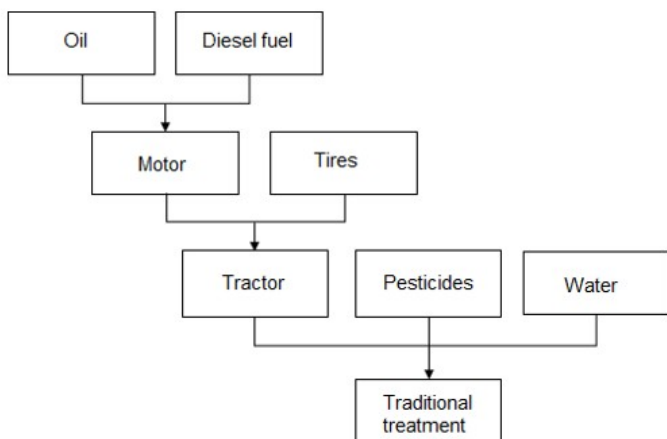 Oil
Diesel fuel
Motor
Tires
Tractor
Pesticides
Water
Traditional
treatment